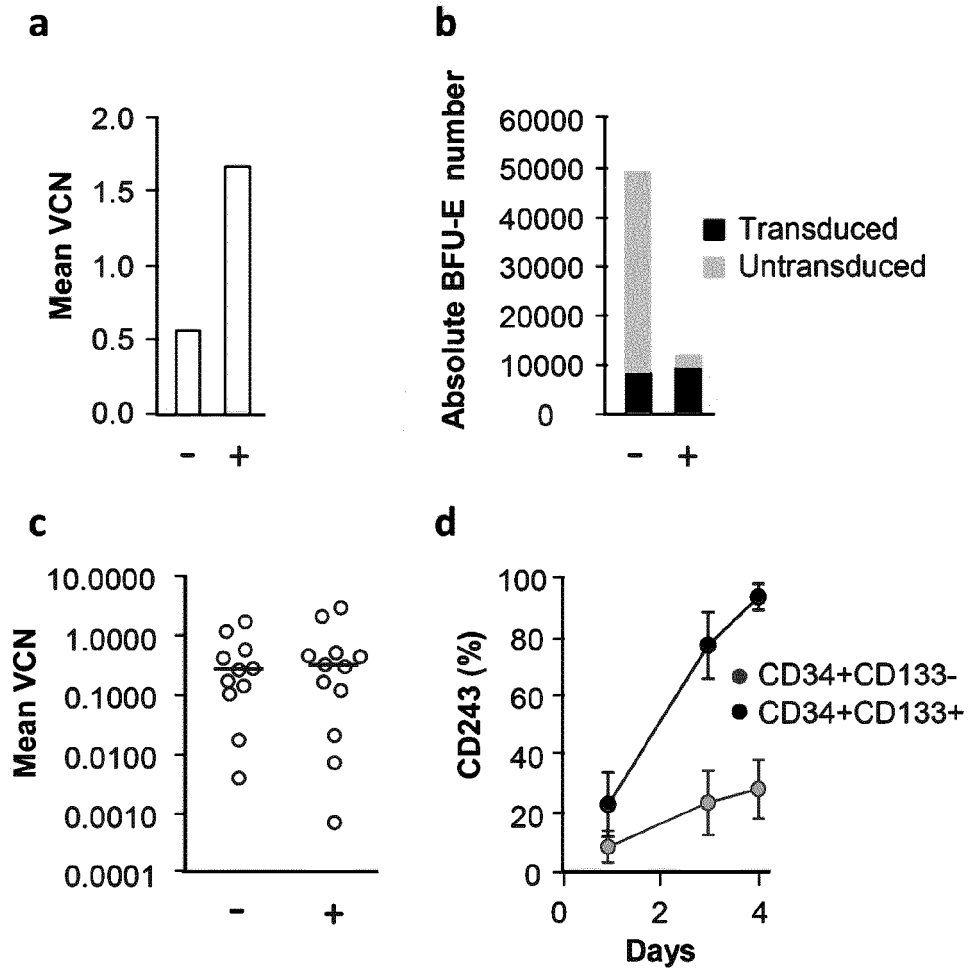 a
Mean VCN
2.0
1.5
1.0
0.5
0.0
- +
b
Absolute BFU-E number
60000
50000
40000
30000
20000
10000
0
- +
Transduced
Untransduced
c
Mean VCN
10.0000
1.0000
0.1000
0.0100
0.0010
0.0001
- +
d
CD243 (%)
100
80
60
40
20
0
0 2 4
Days
CD34+CD133-
CD34+CD133+